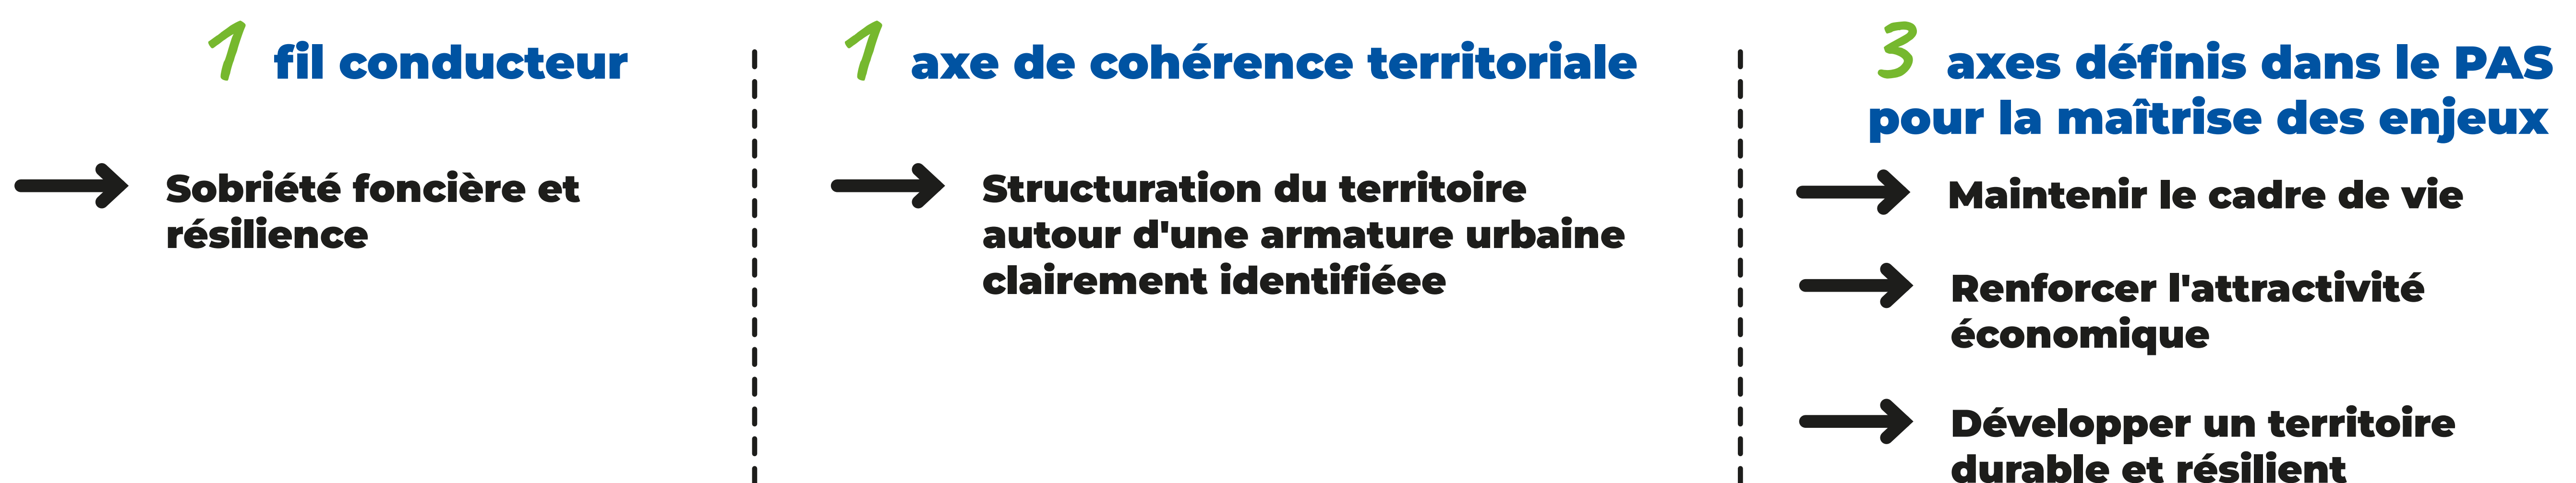 1 fil conducteur
Sobriété foncière et
résilience
1 axe de cohérence territoriale
Structuration du territoire
autour d'une armature urbaine
clairement identifiéee
3 axes définis dans le PAS
pour la maîtrise des enjeux
Maintenir le cadre de vie
Renforcer l'attractivité
économique
Développer un territoire
durable et résilient